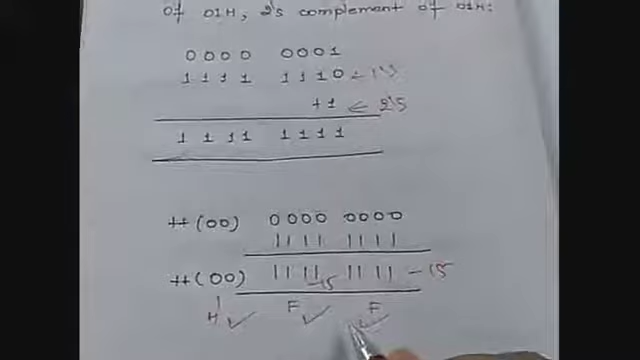 of 01H, 2's complement of 01H:
0000 0001
1111 1110 ← 1's
+1 ← 2's
1111 1111
H (00) 0000 0000
1111 1111
H (00) 1111 1111 - 15
15
H F F